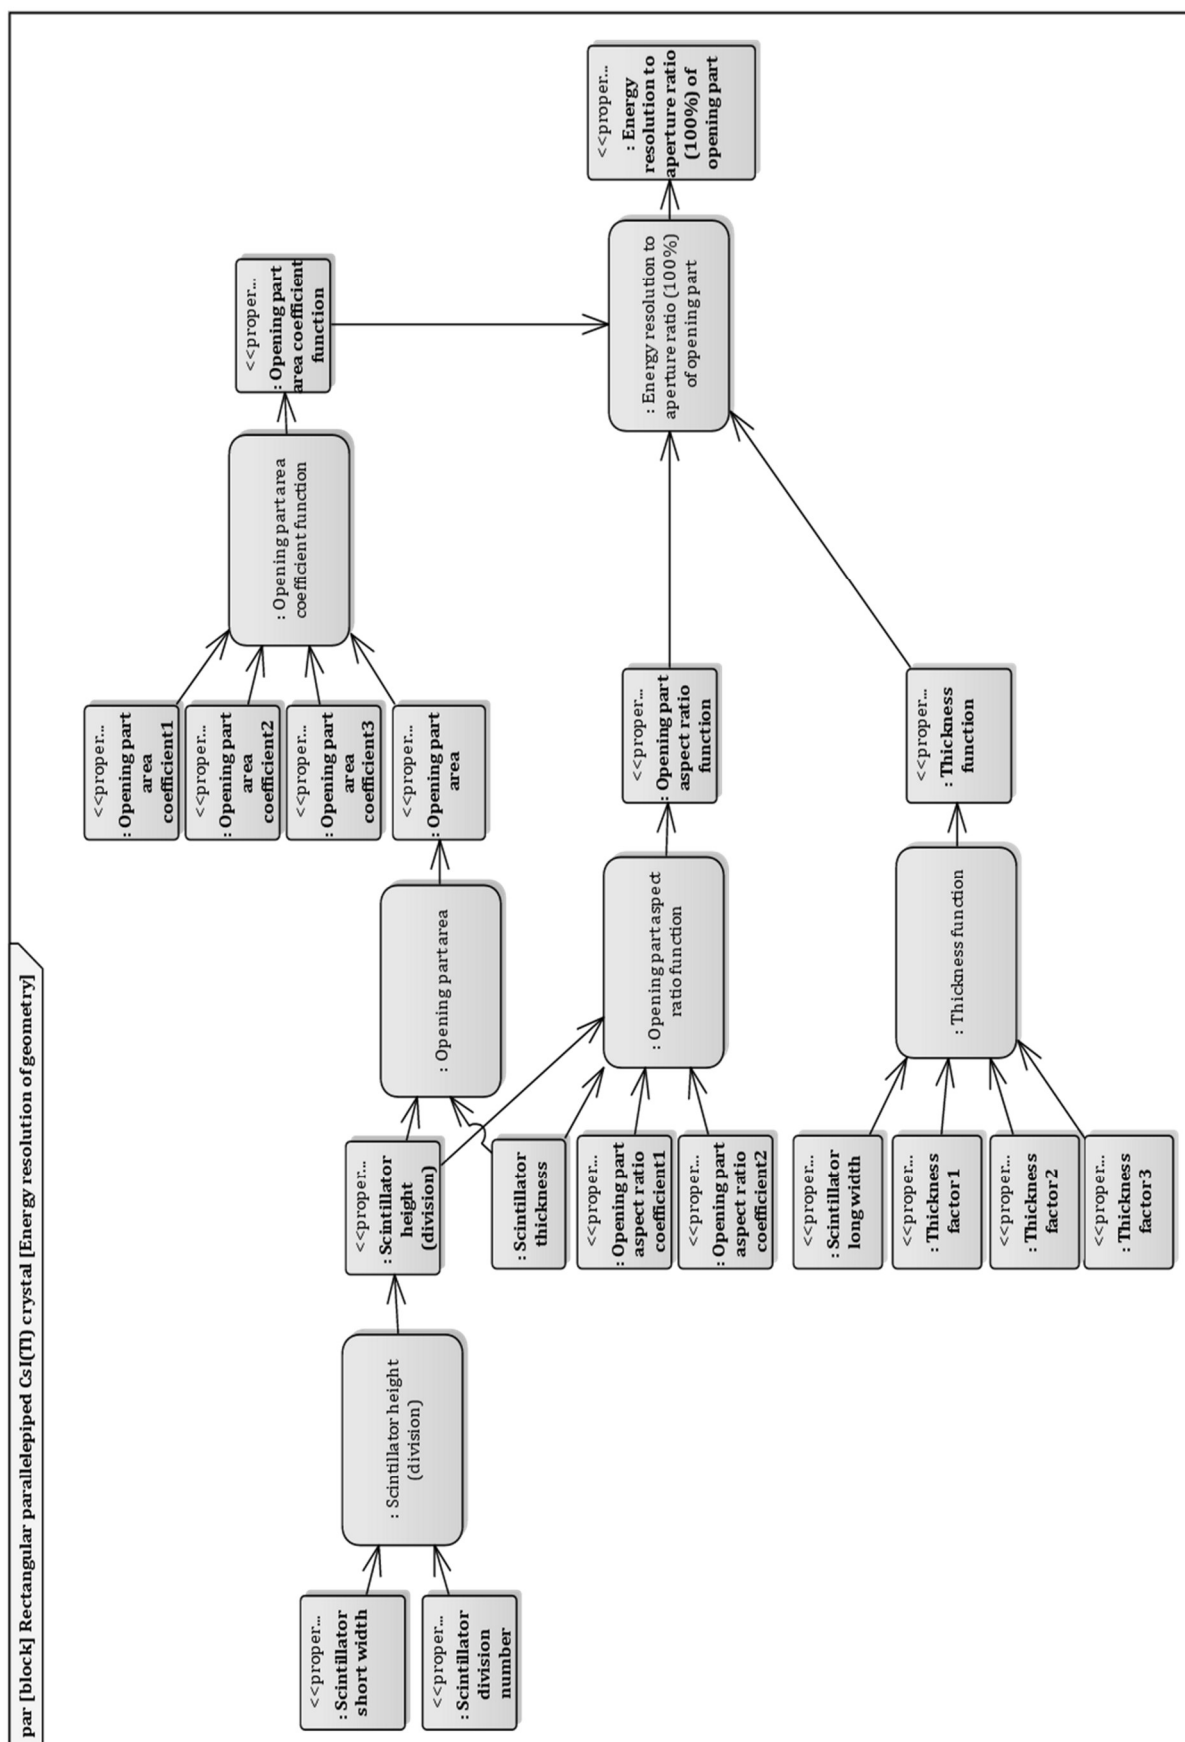 par [block] Rectangular parallelepiped CsI(Tl) crystal [Energy resolution of geometry]
<<proper...
: Scintillator
short width
<<proper...
: Scintillator
division
number
: Scintillator height
(division)
<<proper...
: Scintillator
height
(division)
: Scintillator
thickness
<<proper...
: Opening part
aspect ratio
coefficient1
<<proper...
: Opening part
aspect ratio
coefficient2
<<proper...
: Scintillator
long width
<<proper...
: Thickness
factor1
<<proper...
: Thickness
factor2
<<proper...
: Thickness
factor3
: Opening part area
: Opening part aspect
ratio function
: Thickness function
<<proper...
: Opening part
area
coefficient1
<<proper...
: Opening part
area
coefficient2
<<proper...
: Opening part
area
coefficient3
<<proper...
: Opening part
area
<<proper...
: Opening part
aspect ratio
function
<<proper...
: Thickness
function
: Opening part area
coefficient function
<<proper...
: Opening part
area coefficient
function
: Energy resolution to
aperture ratio (100%)
of opening part
<<proper...
: Energy
resolution to
aperture ratio
(100%) of
opening part